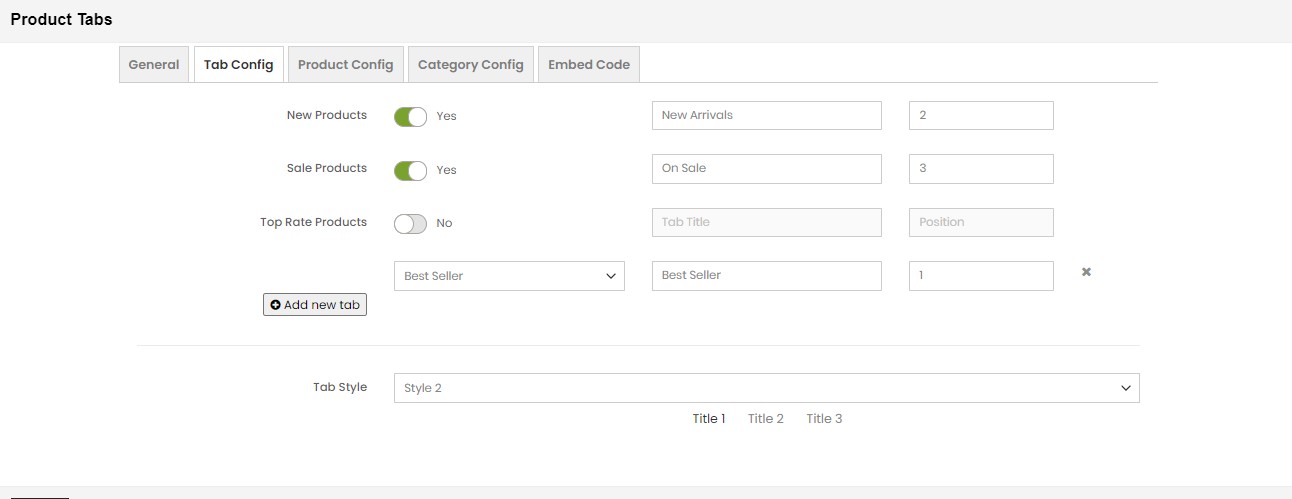 Product Tabs
General Tab Config Product Config Category Config Embed Code
New Products Yes New Arrivals 2
Sale Products Yes On Sale 3
Top Rate Products No Tab Title Position
Best Seller Best Seller 1
Add new tab
Tab Style Style 2
Title 1 Title 2 Title 3